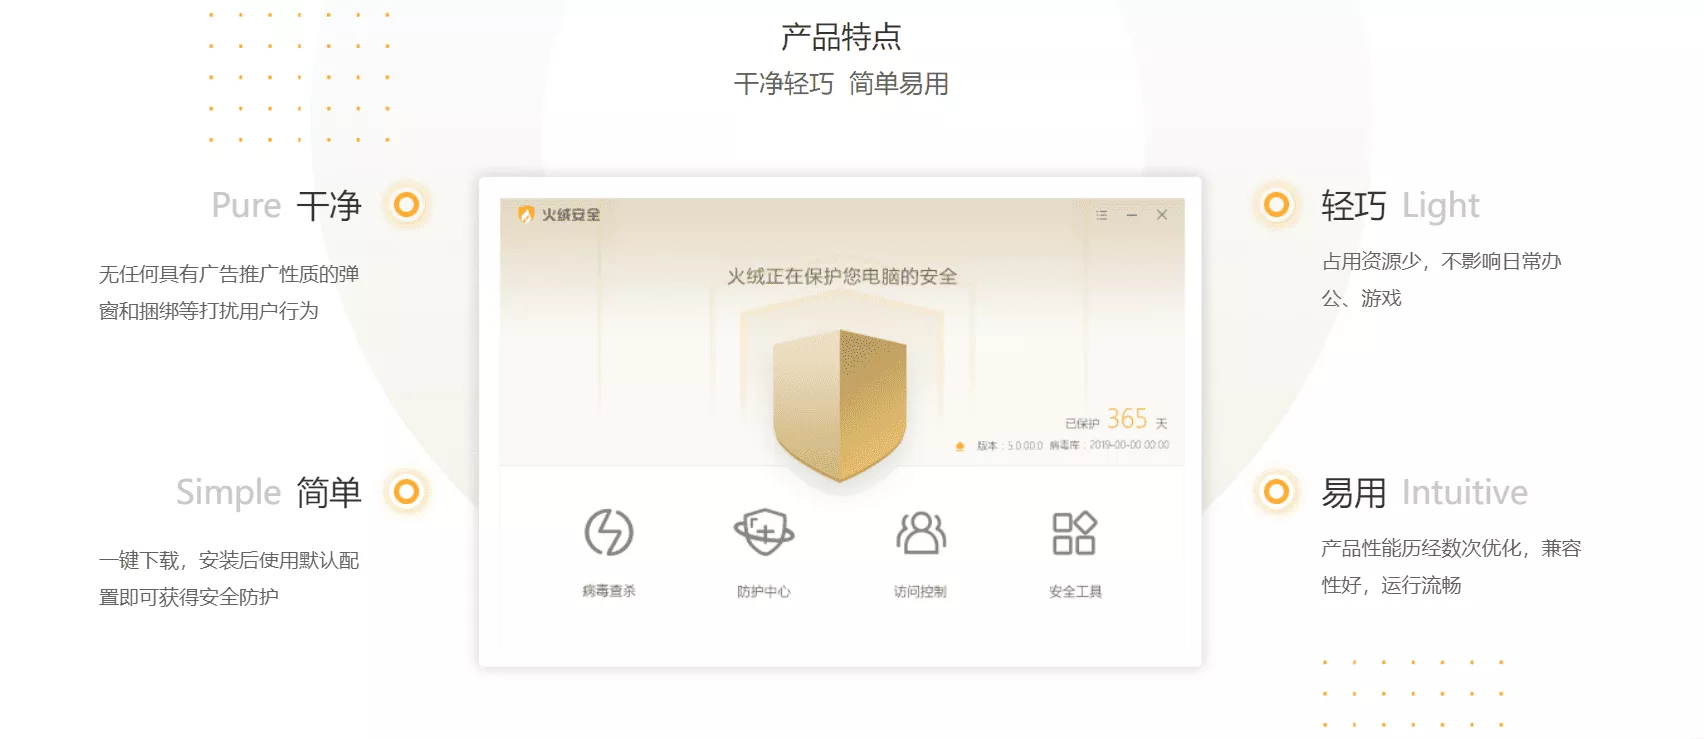 产品特点
干净轻巧 简单易用
Pure 干净
无任何具有广告推广性质的弹
窗和捆绑等打扰用户行为
Simple 简单
一键下载，安装后使用默认配
置即可获得安全防护
火绒安全
火绒正在保护您电脑的安全
已保护 365 天
版本：5.0.00.0 病毒库：2019-00-00 00:00
病毒查杀
防护中心
访问控制
安全工具
轻巧 Light
占用资源少，不影响日常办
公、游戏
易用 Intuitive
产品性能历经数次优化，兼容
性好，运行流畅